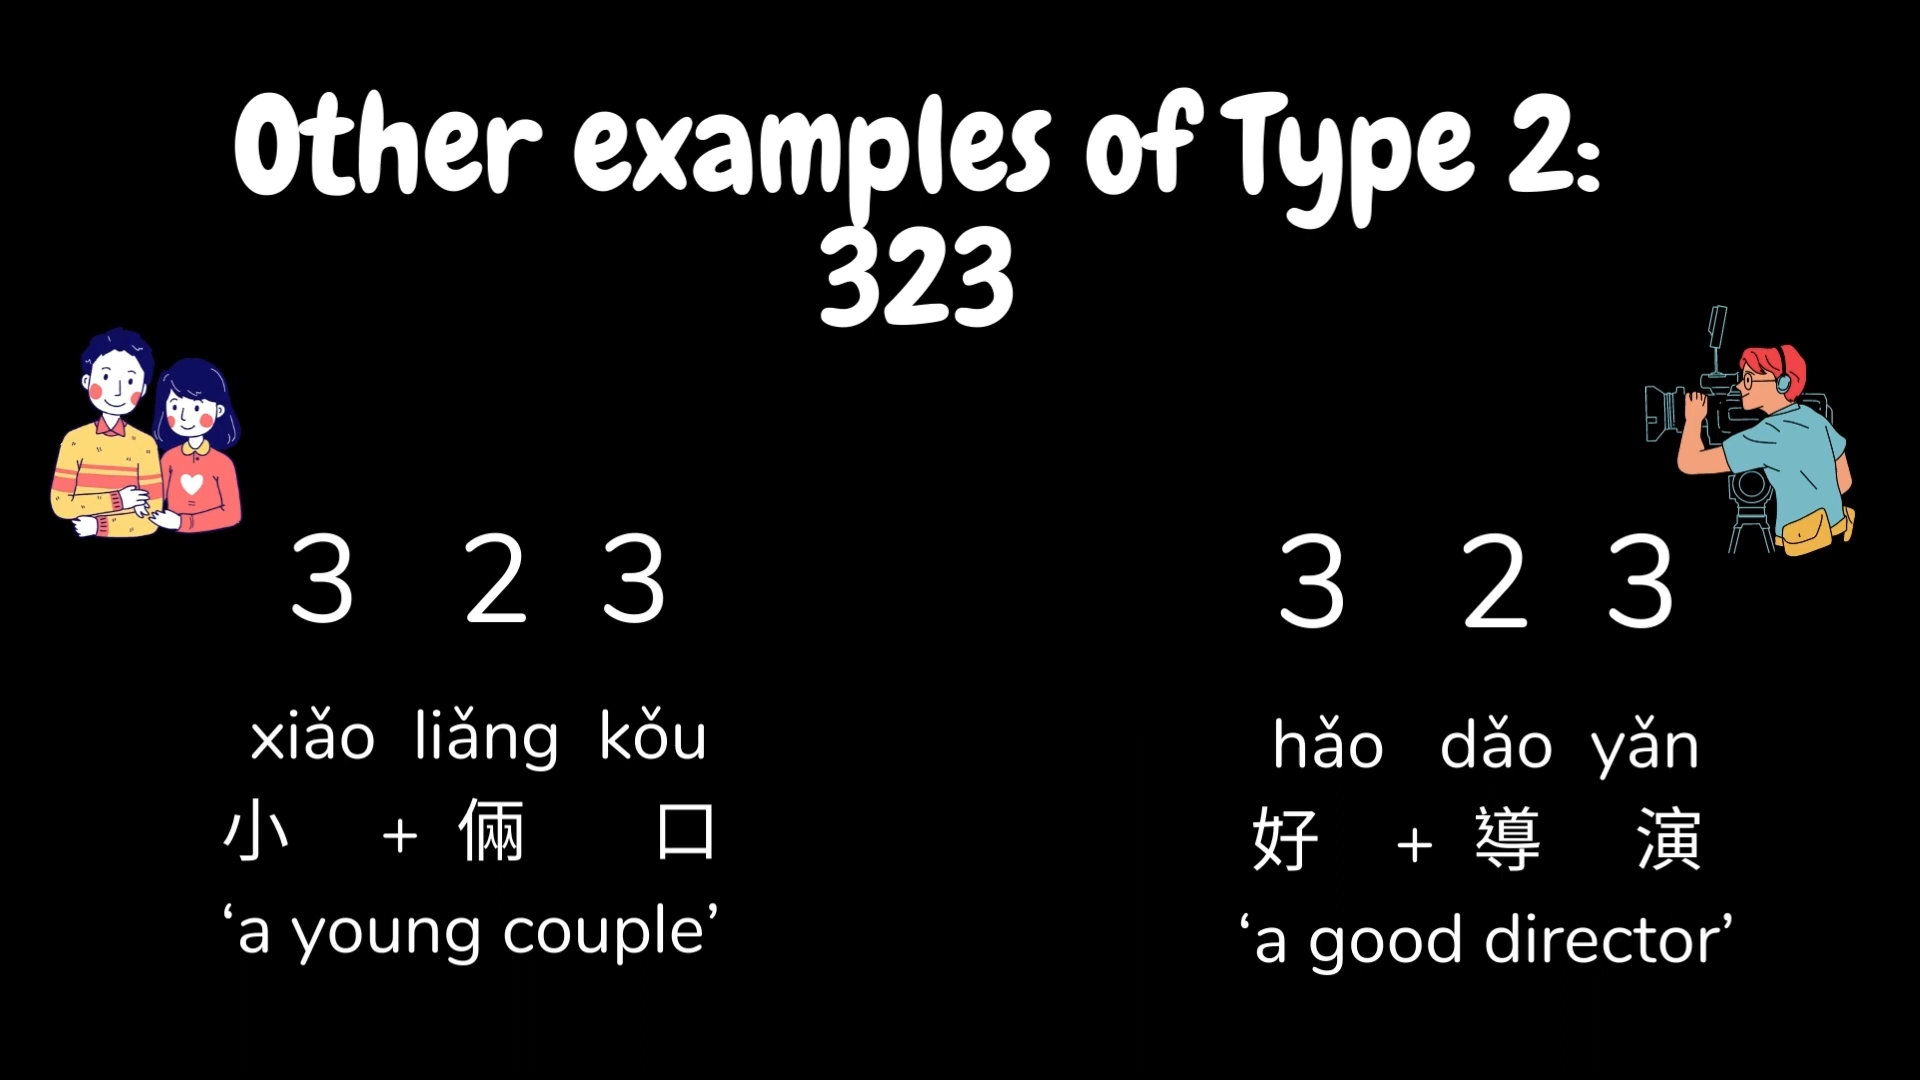 Other examples of Type 2:
323
3 2 3
xiǎo liǎng kǒu
小 + 倆 口
‘a young couple’
3 2 3
hǎo dǎo yǎn
好 + 導 演
‘a good director’